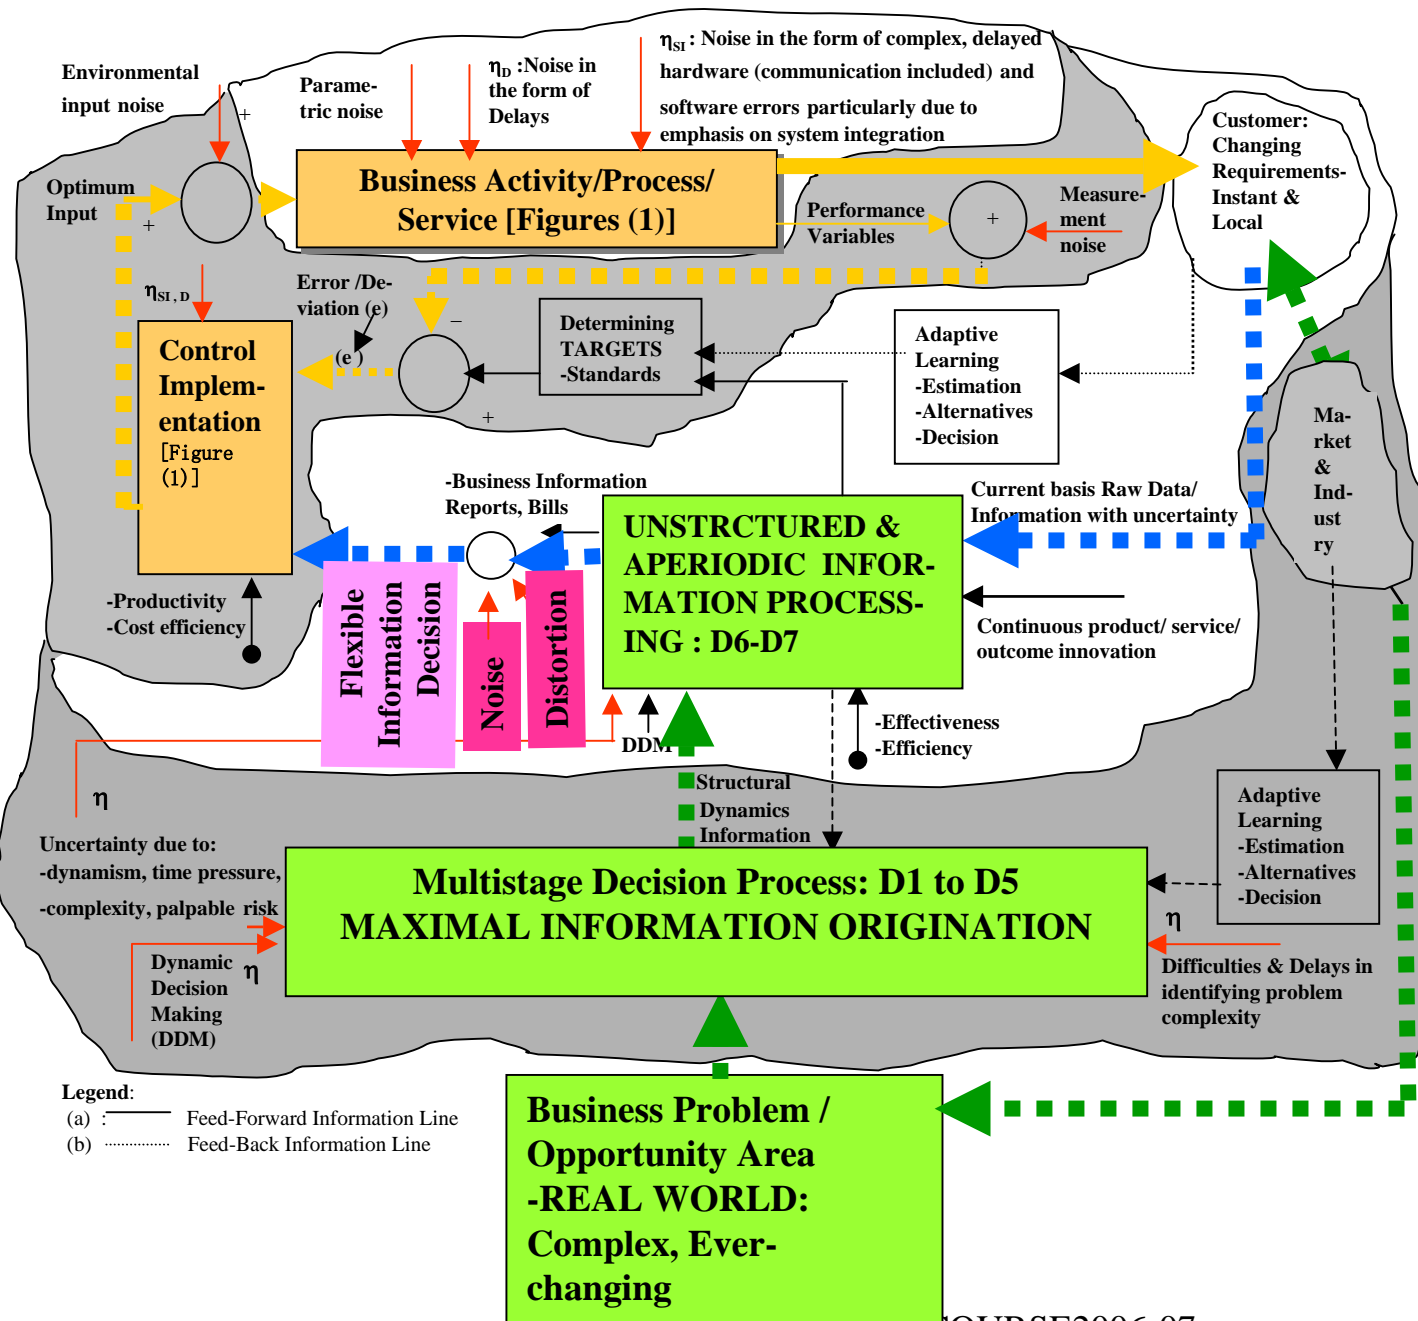 Environmental
input noise
+
Parame-
tric noise
ηD :Noise in
the form of
Delays
ηSI : Noise in the form of complex, delayed
hardware (communication included) and
software errors particularly due to
emphasis on system integration
Customer:
Changing
Requirements-
Instant &
Local
Optimum
Input
+
Business Activity/Process/
Service [Figures (1)]
Performance
Variables
+
Measure-
ment
noise
ηSI , D
Error /De-
viation (e)
(e )
−
+
Determining
TARGETS
-Standards
Adaptive
Learning
-Estimation
-Alternatives
-Decision
Control
Implem-
entation
[Figure
(1)]
Ma-
rket
&
Ind-
ust
ry
-Business Information
Reports, Bills
Current basis Raw Data/
Information with uncertainty
UNSTRCTURED &
APERIODIC INFOR-
MATION PROCESS-
ING : D6-D7
-Productivity
-Cost efficiency
Flexible
Information
Decision
Noise
Distortion
Continuous product/ service/
outcome innovation
-Effectiveness
-Efficiency
DDM
η
Structural
Dynamics
Information
Adaptive
Learning
-Estimation
-Alternatives
-Decision
Uncertainty due to:
-dynamism, time pressure,
-complexity, palpable risk
Multistage Decision Process: D1 to D5
MAXIMAL INFORMATION ORIGINATION
η
Dynamic
Decision
Making
(DDM)
η
Difficulties & Delays in
identifying problem
complexity
Legend:
(a) : Feed-Forward Information Line
(b) Feed-Back Information Line
Business Problem /
Opportunity Area
-REAL WORLD:
Complex, Ever-
changing